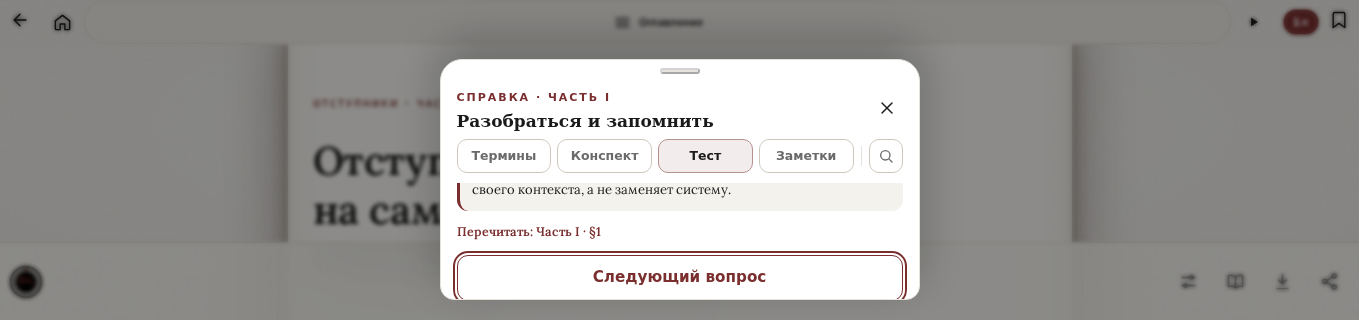 Оглавление
ОТСТУПНИКИ · ЧАС
Отступ
на сам
СПРАВКА · ЧАСТЬ I
Разобраться и запомнить
Термины
Конспект
Тест
Заметки
своего контекста, а не заменяет систему.
Перечитать: Часть I · §1
Следующий вопрос